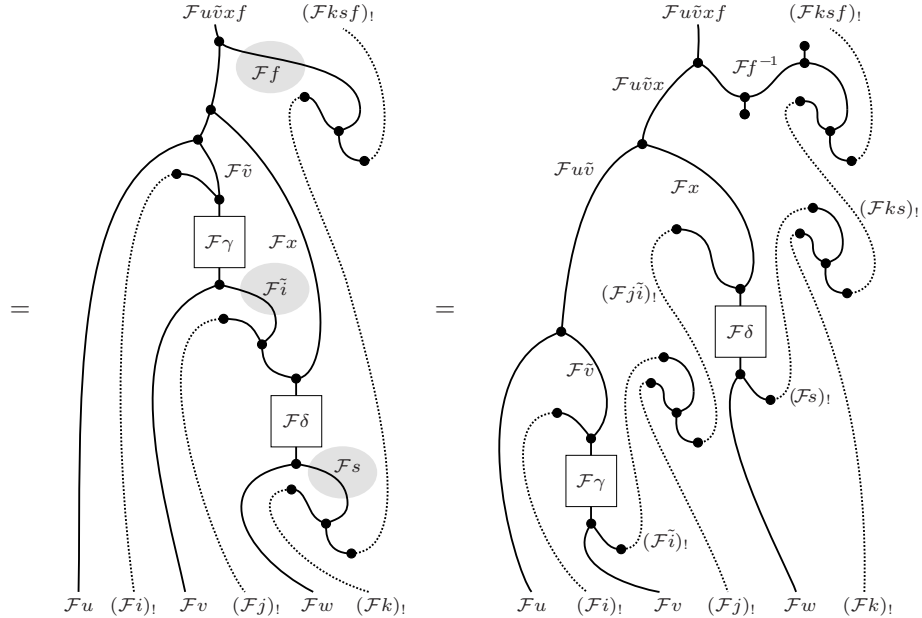 ℱuṽxf (ℱksf)! ℱuṽxf (ℱksf)!
ℱf ℱf⁻¹
ℱuṽx
ℱṽ ℱuṽ ℱx
(ℱks)!
ℱγ ℱx
ℱĩ (ℱjĩ)!
= =
ℱδ
ℱṽ
(ℱs)!
ℱδ
ℱs ℱγ
(ℱĩ)!
ℱu (ℱi)! ℱv (ℱj)! ℱw (ℱk)! ℱu (ℱi)! ℱv (ℱj)! ℱw (ℱk)!